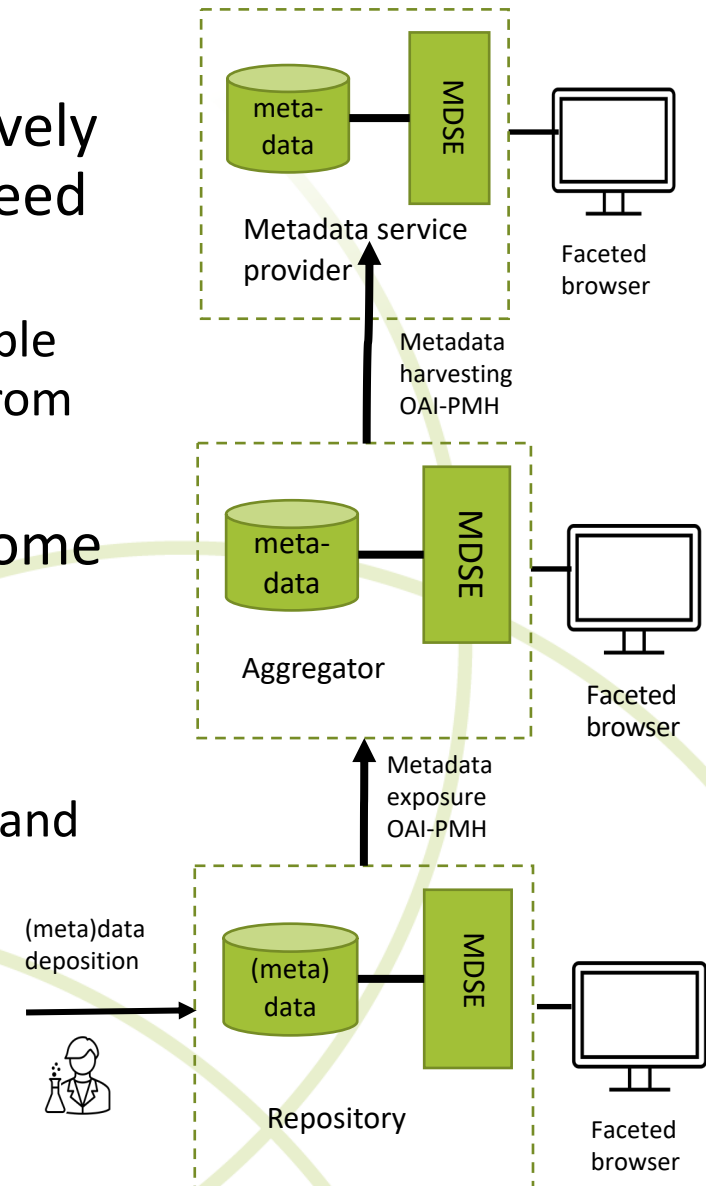 vely
eed
ple
rom
ome
and
meta-
data
MDSE
Metadata service
provider
Faceted
browser
Metadata
harvesting
OAI-PMH
meta-
data
MDSE
Aggregator
Faceted
browser
Metadata
exposure
OAI-PMH
(meta)data
deposition
(meta)
data
MDSE
Repository
Faceted
browser